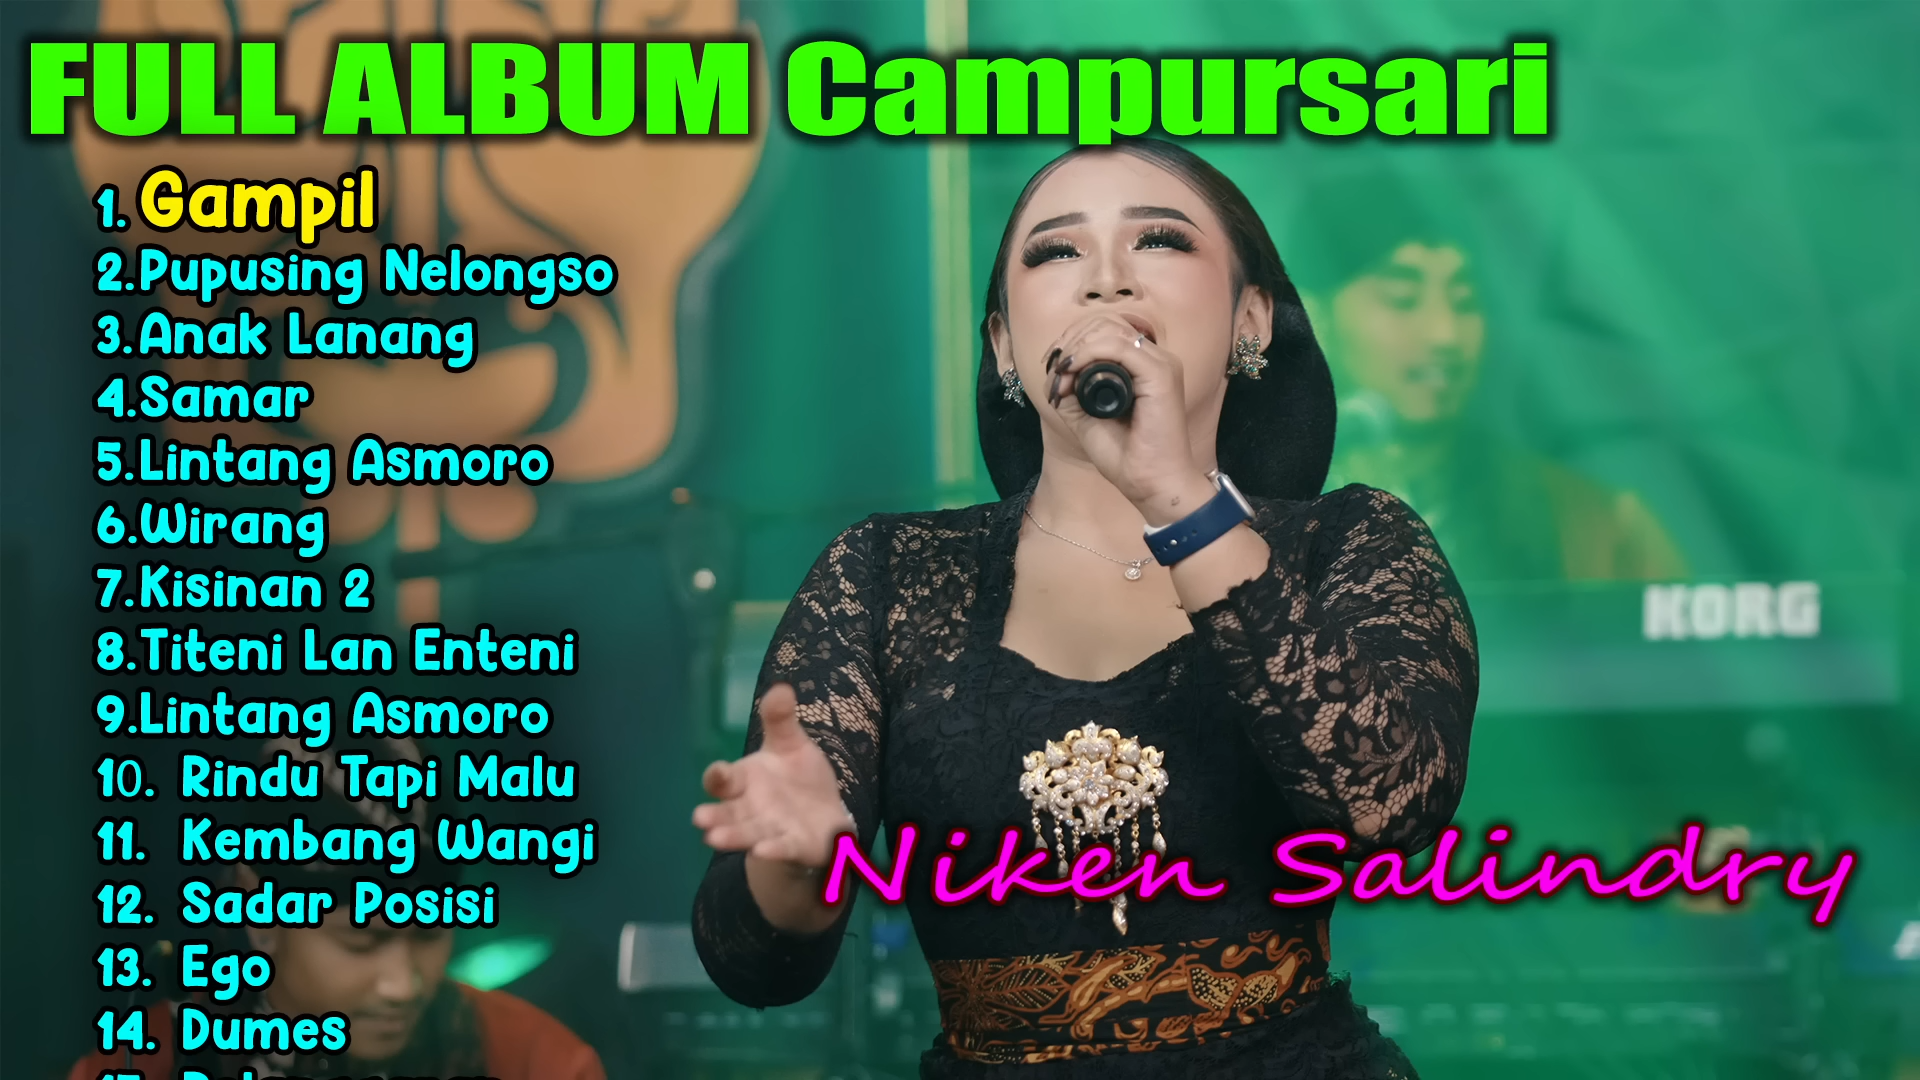 FULL ALBUM Campursari
1. Gampil
2.Pupusing Nelongso
3.Anak Lanang
4.Samar
5.Lintang Asmoro
6.Wirang
7.Kisinan 2
8.Titeni Lan Enteni
9.Lintang Asmoro
10. Rindu Tapi Malu
11. Kembang Wangi
12. Sadar Posisi
13. Ego
14. Dumes
KORG
Niken Salindry